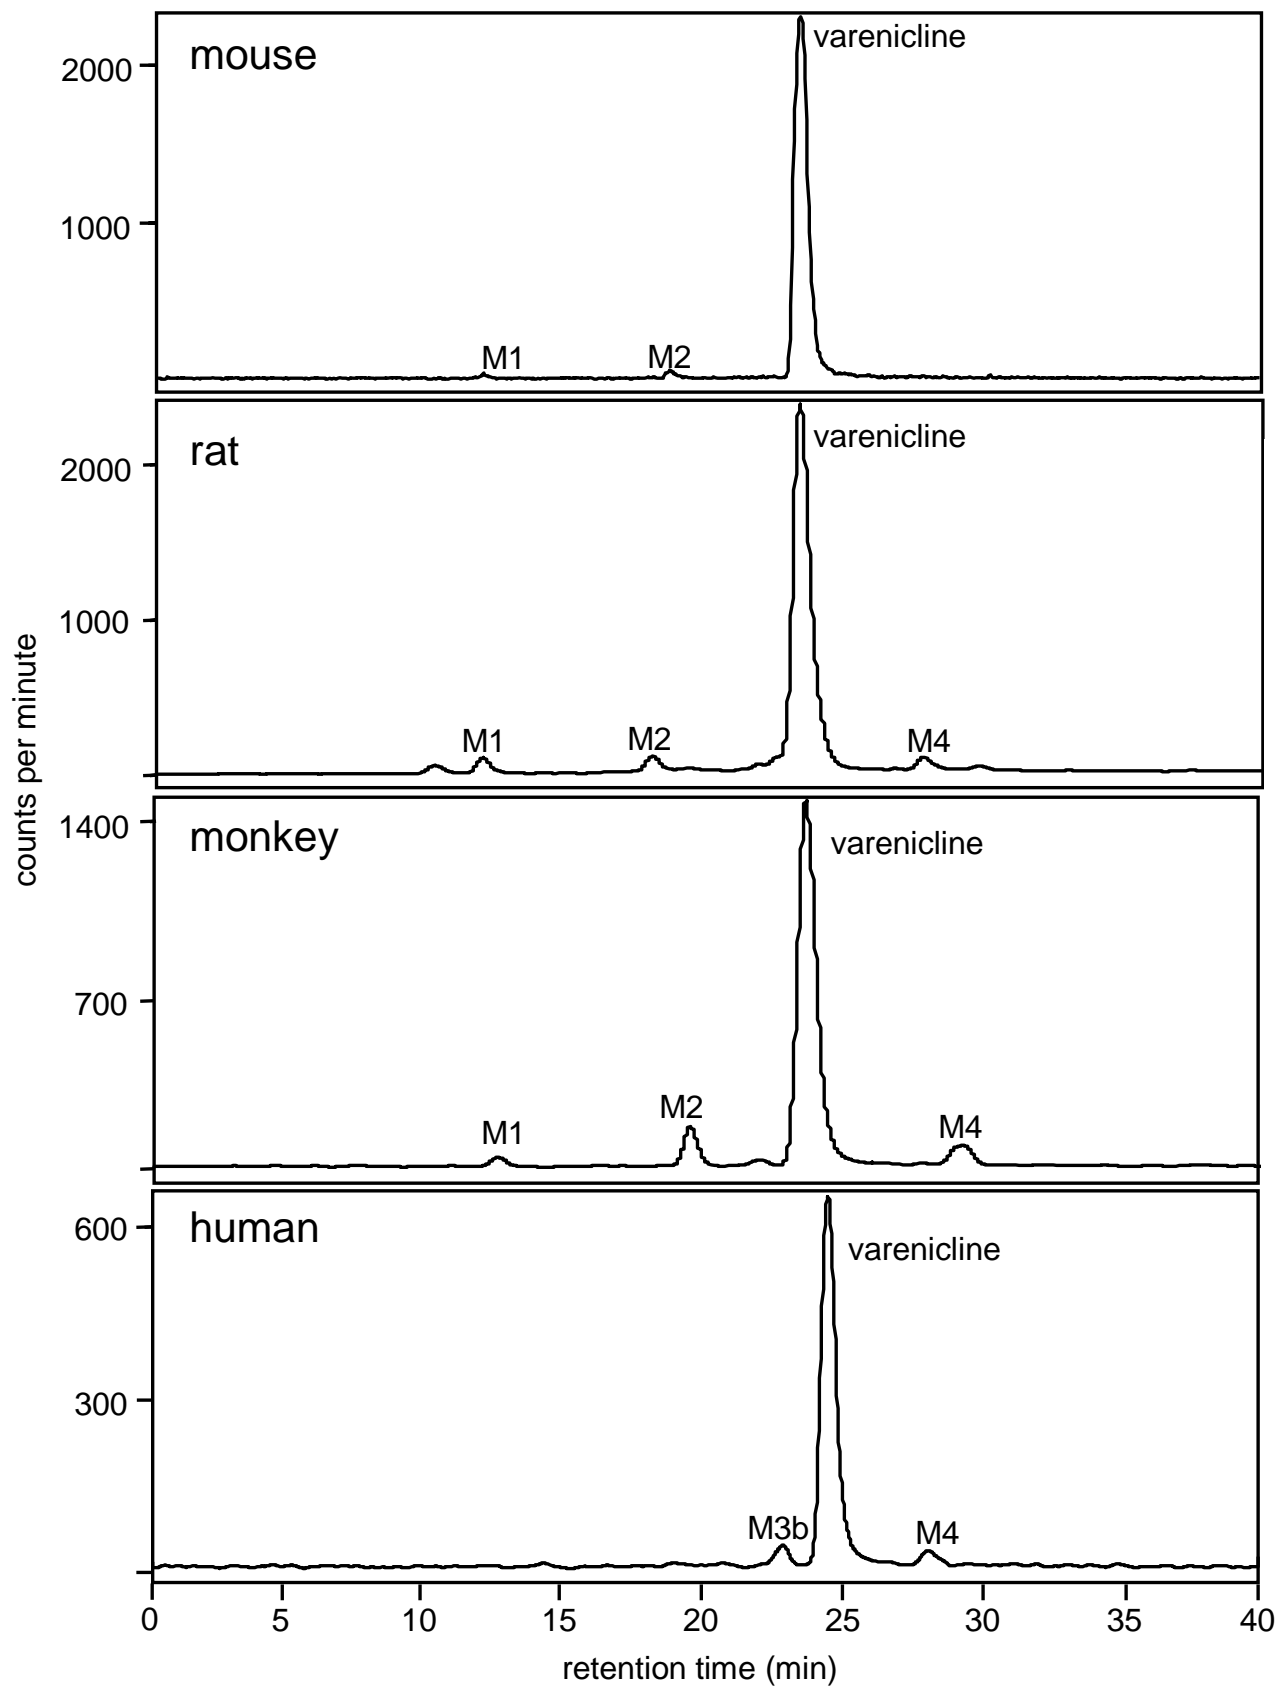 mouse
varenicline
2000
1000
M1
M2
rat
varenicline
2000
1000
M1
M2
M4
counts per minute
monkey
varenicline
1400
700
M1
M2
M4
human
varenicline
600
300
M3b
M4
0 5 10 15 20 25 30 35 40
retention time (min)